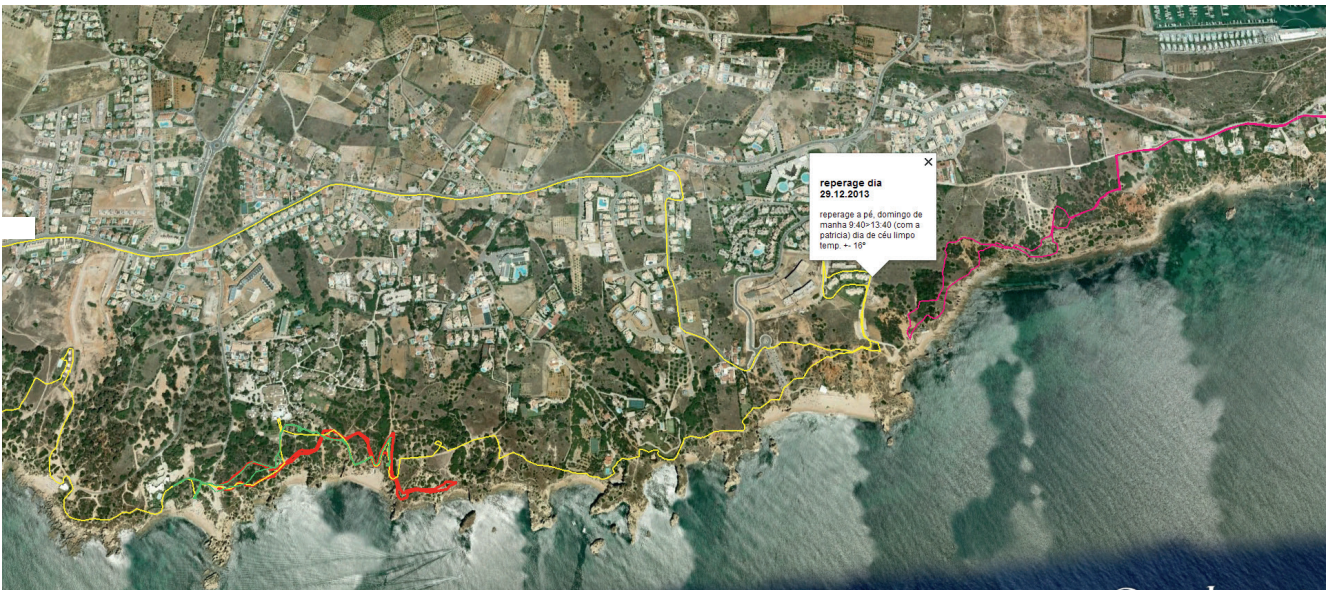 reperage dia
29.12.2013
reperage a pé, domingo de
manha 9:40>13:40 (com a
patricia) dia de céu limpo
temp. +- 16º